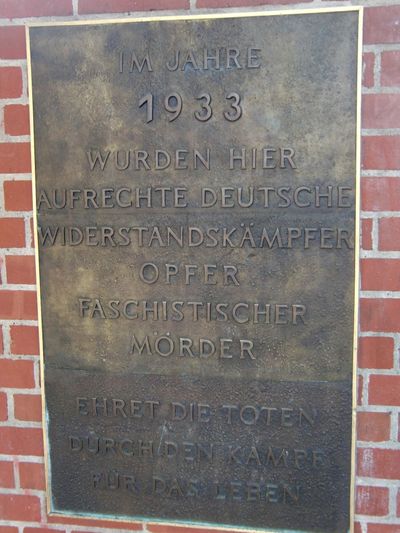 IM JAHRE
1933
WURDEN HIER
AUFRECHTE DEUTSCHE
WIDERSTANDSKÄMPFER
OPFER
FASCHISTISCHER
MÖRDER
EHRET DIE TOTEN
DURCH DEN KAMPF
FÜR DAS LEBEN